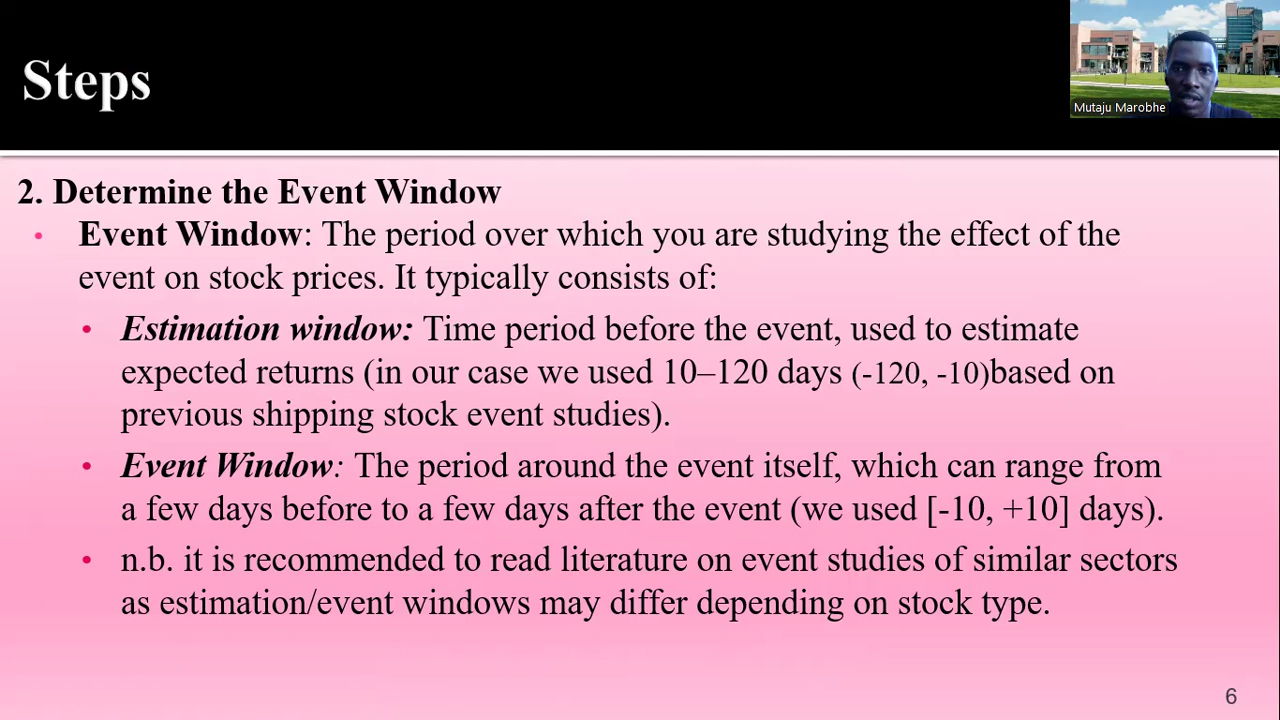 Steps
Mutaju Marobhe
2. Determine the Event Window
• Event Window: The period over which you are studying the effect of the
event on stock prices. It typically consists of:
• Estimation window: Time period before the event, used to estimate
expected returns (in our case we used 10–120 days (-120, -10)based on
previous shipping stock event studies).
• Event Window: The period around the event itself, which can range from
a few days before to a few days after the event (we used [-10, +10] days).
• n.b. it is recommended to read literature on event studies of similar sectors
as estimation/event windows may differ depending on stock type.
6